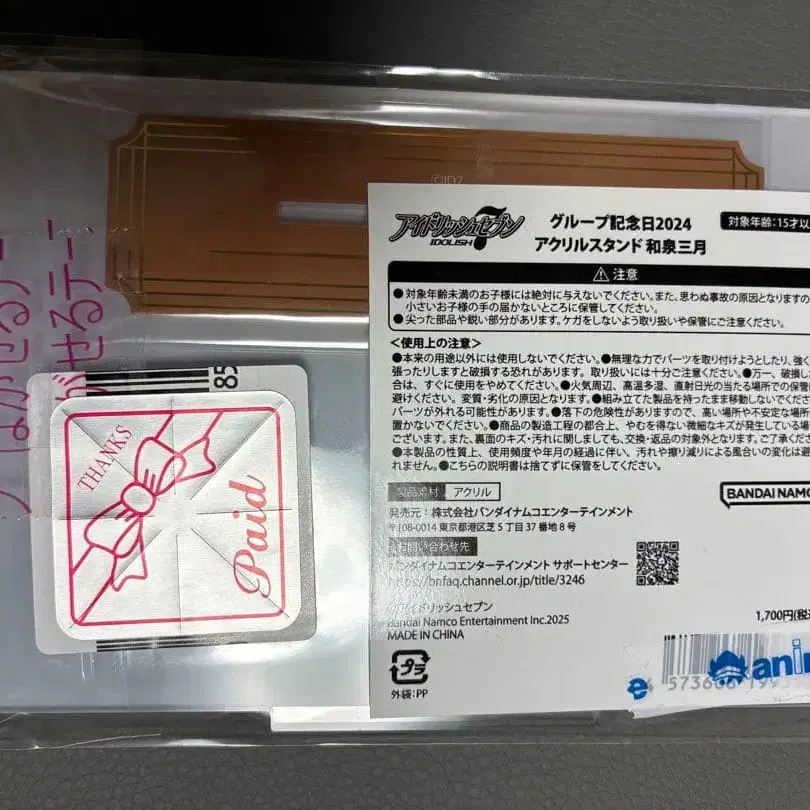 ©IDZ
アイドリッシュセブン
IDOLISH7
グループ記念日2024
アクリルスタンド 和泉三月
対象年齢:15才以
⚠注意
●対象年齢未満のお子様には絶対に与えないでください。また、思わぬ事故の原因となりますの
小さいお子様の手の届かないところに保管してください。
●尖った部品や鋭い部分があります。ケガをしないよう取り扱いや保管にご注意ください。
<使用上の注意>
●本来の用途以外には使用しないでください。●無理な力でパーツを取り付けようとしたり、強く
張ったりしますと破損する恐れがあります。取り扱いには十分ご注意ください。●万一、破損し
合は、すぐに使用をやめてください。●火気周辺、高温多湿、直射日光の当たる場所での保管
避けください。変質・劣化の原因となります。●組み立てた製品を持ったまま移動しないでくださ
パーツが外れる可能性があります。●落下の危険性がありますので、高い場所や不安定な場所
置かないでください。●商品の製造工程の都合上、やむを得ない微細なキズが発生している場
ございます。また、裏面のキズ・汚れに関しましても、交換・返品の対象外となります。ご了承くだ
●本製品の性質上、使用頻度や年月の経過に伴い、汚れや擦り減りによる風合いの変化は避
れません。●こちらの説明書は捨てずに保管をしてください。
製品素材 アクリル
BANDAI NAMCO
発売元:株式会社バンダイナムコエンターテインメント
〒108-0014 東京都港区芝5丁目37番地8号
お問い合わせ先
バンダイナムコエンターテインメント サポートセンター
https://bnfaq.channel.or.jp/title/3246
©アイドリッシュセブン
Bandai Namco Entertainment Inc.2025
MADE IN CHINA
1,700円(税
プラ
外袋:PP
anim
はがせるテー
がせるテー
85
THANKS
Paid